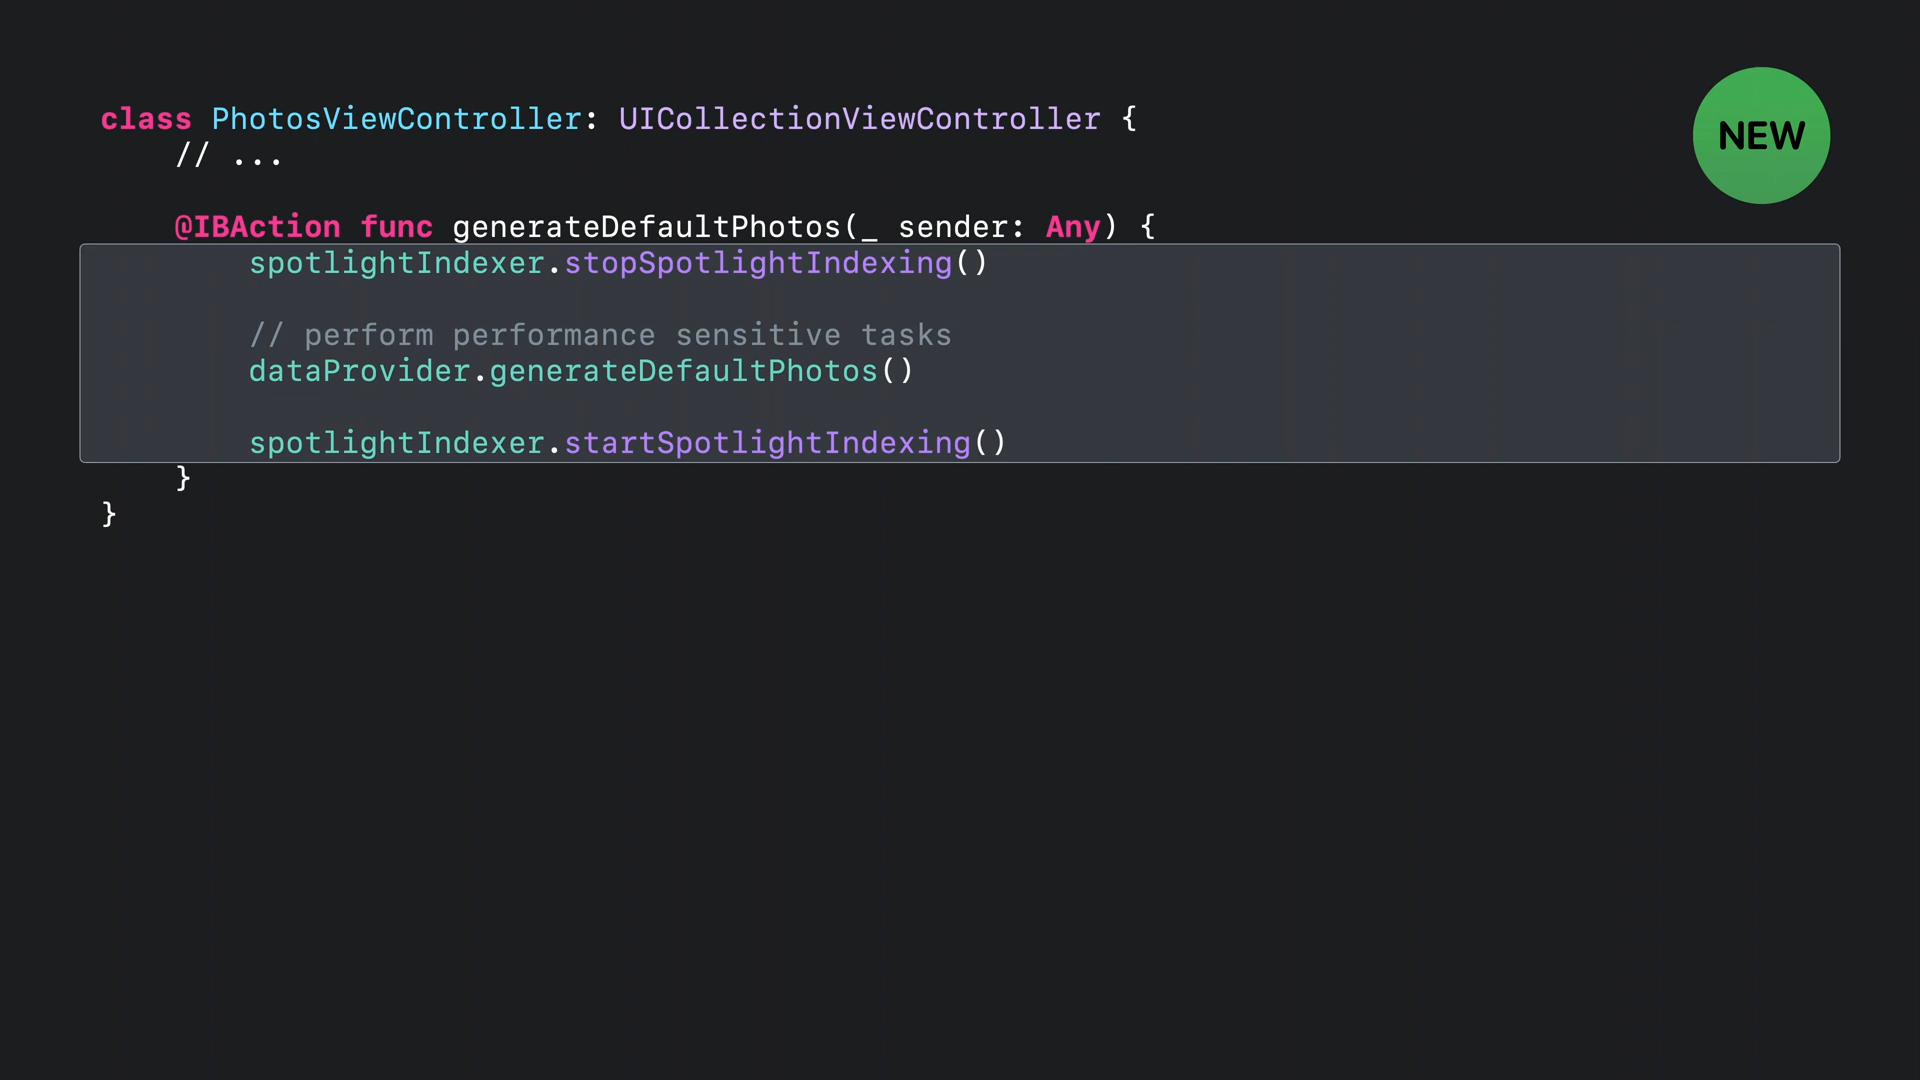 class PhotosViewController: UICollectionViewController {
    // ...

    @IBAction func generateDefaultPhotos(_ sender: Any) {
        spotlightIndexer.stopSpotlightIndexing()

        // perform performance sensitive tasks
        dataProvider.generateDefaultPhotos()

        spotlightIndexer.startSpotlightIndexing()
    }
}
NEW